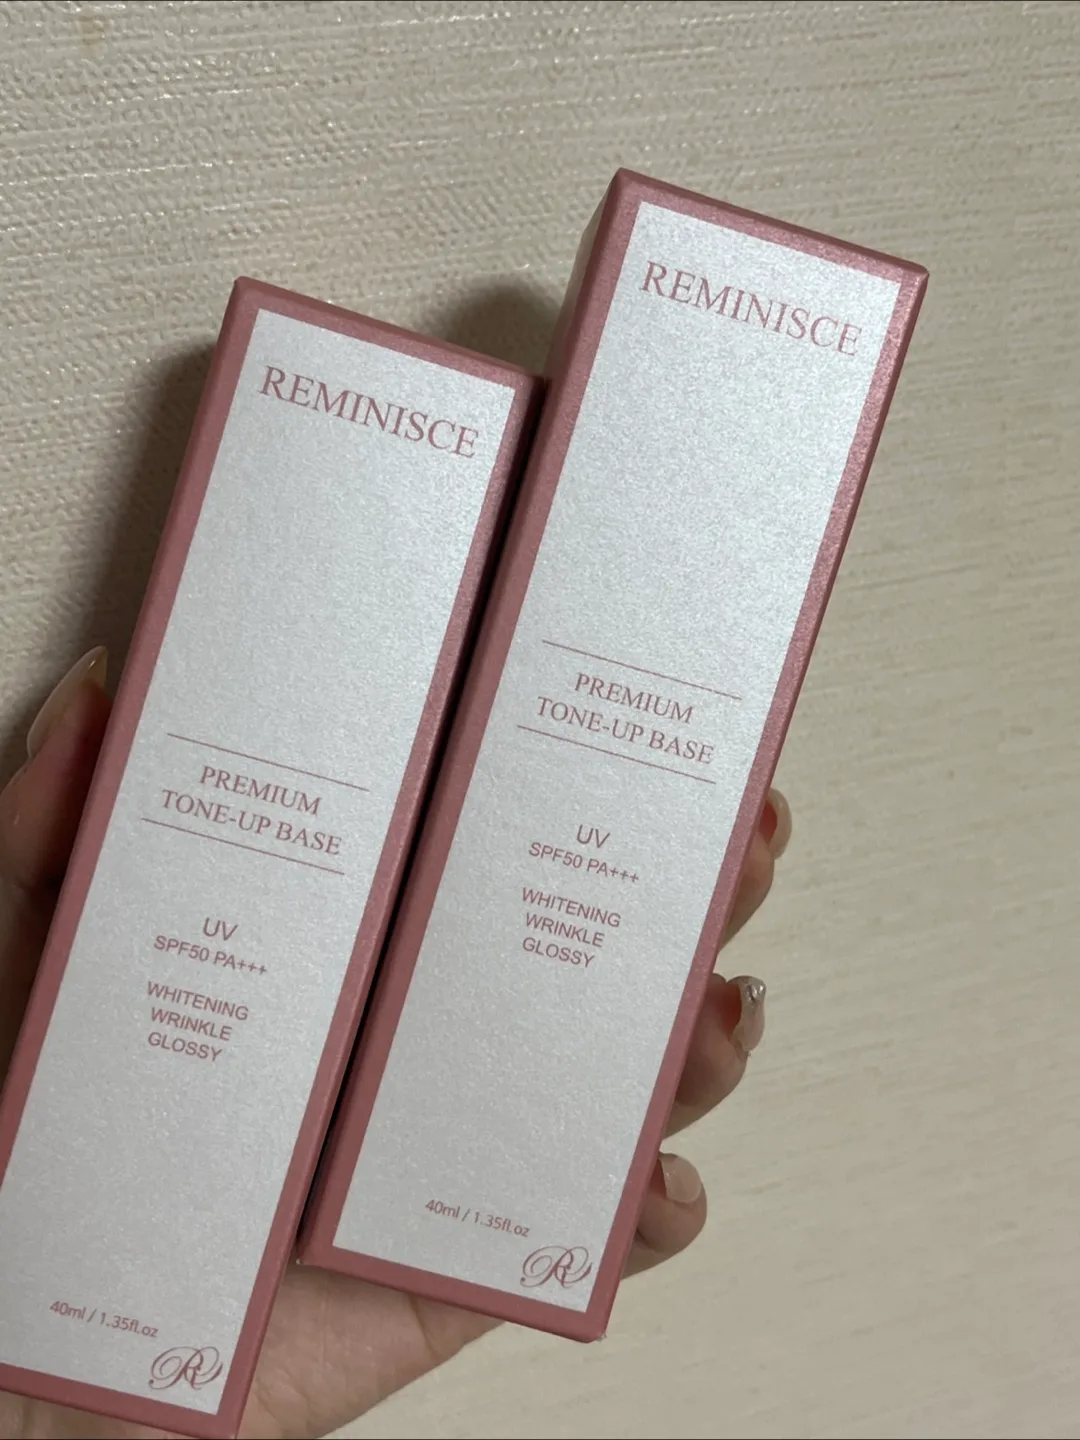 REMINISCE
PREMIUM
TONE-UP BASE
UV
SPF50 PA+++
WHITENING
WRINKLE
GLOSSY
40ml / 1.35fl.oz
REMINISCE
PREMIUM
TONE-UP BASE
UV
SPF50 PA+++
WHITENING
WRINKLE
GLOSSY
40ml / 1.35fl.oz